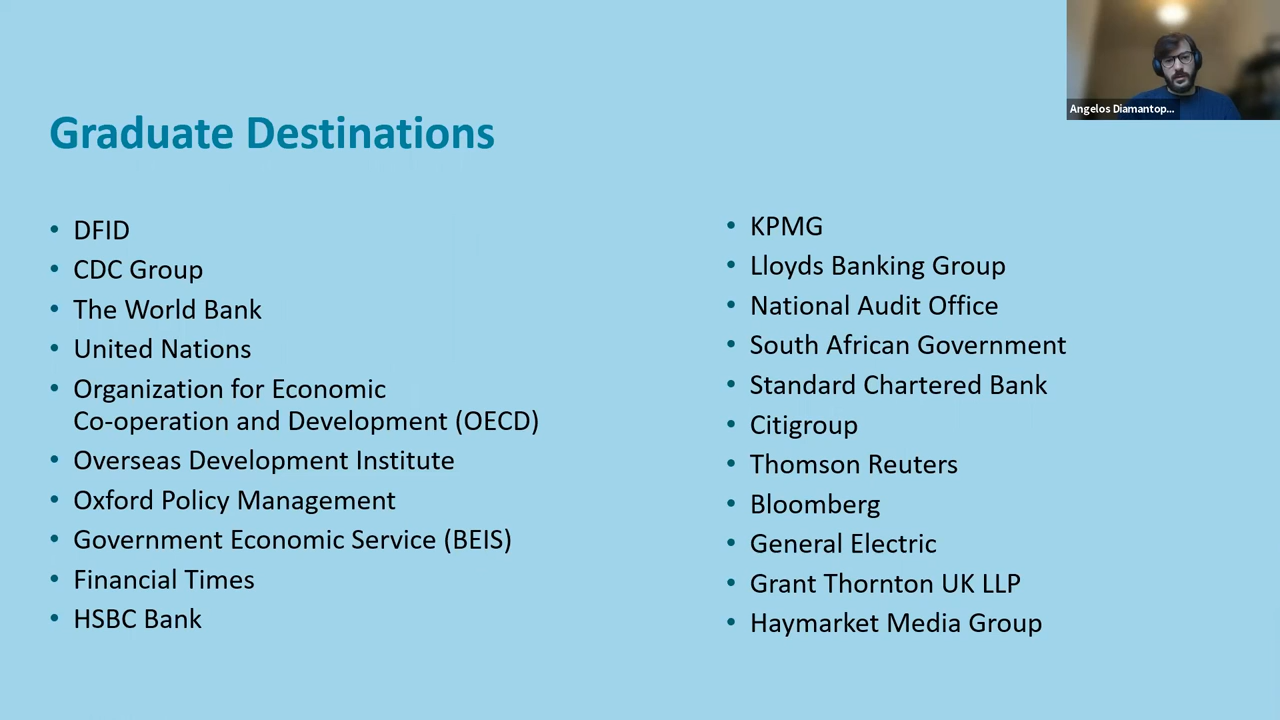 Angelos Diamantop...
Graduate Destinations
• DFID
• CDC Group
• The World Bank
• United Nations
• Organization for Economic
Co-operation and Development (OECD)
• Overseas Development Institute
• Oxford Policy Management
• Government Economic Service (BEIS)
• Financial Times
• HSBC Bank
• KPMG
• Lloyds Banking Group
• National Audit Office
• South African Government
• Standard Chartered Bank
• Citigroup
• Thomson Reuters
• Bloomberg
• General Electric
• Grant Thornton UK LLP
• Haymarket Media Group